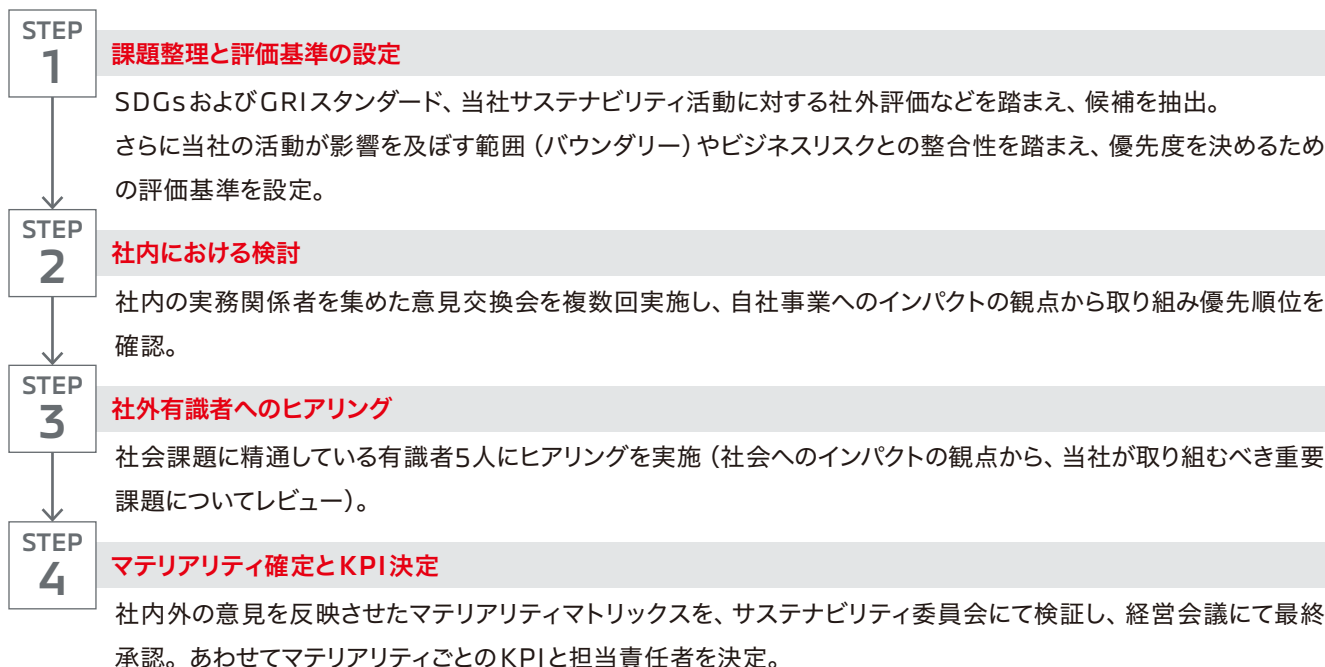 STEP
1
課題整理と評価基準の設定
SDGsおよびGRIスタンダード、当社サステナビリティ活動に対する社外評価などを踏まえ、候補を抽出。
さらに当社の活動が影響を及ぼす範囲（バウンダリー）やビジネスリスクとの整合性を踏まえ、優先度を決めるため
の評価基準を設定。
STEP
2
社内における検討
社内の実務関係者を集めた意見交換会を複数回実施し、自社事業へのインパクトの観点から取り組み優先順位を
確認。
STEP
3
社外有識者へのヒアリング
社会課題に精通している有識者5人にヒアリングを実施（社会へのインパクトの観点から、当社が取り組むべき重要
課題についてレビュー）。
STEP
4
マテリアリティ確定とKPI決定
社内外の意見を反映させたマテリアリティマトリックスを、サステナビリティ委員会にて検証し、経営会議にて最終
承認。あわせてマテリアリティごとのKPIと担当責任者を決定。